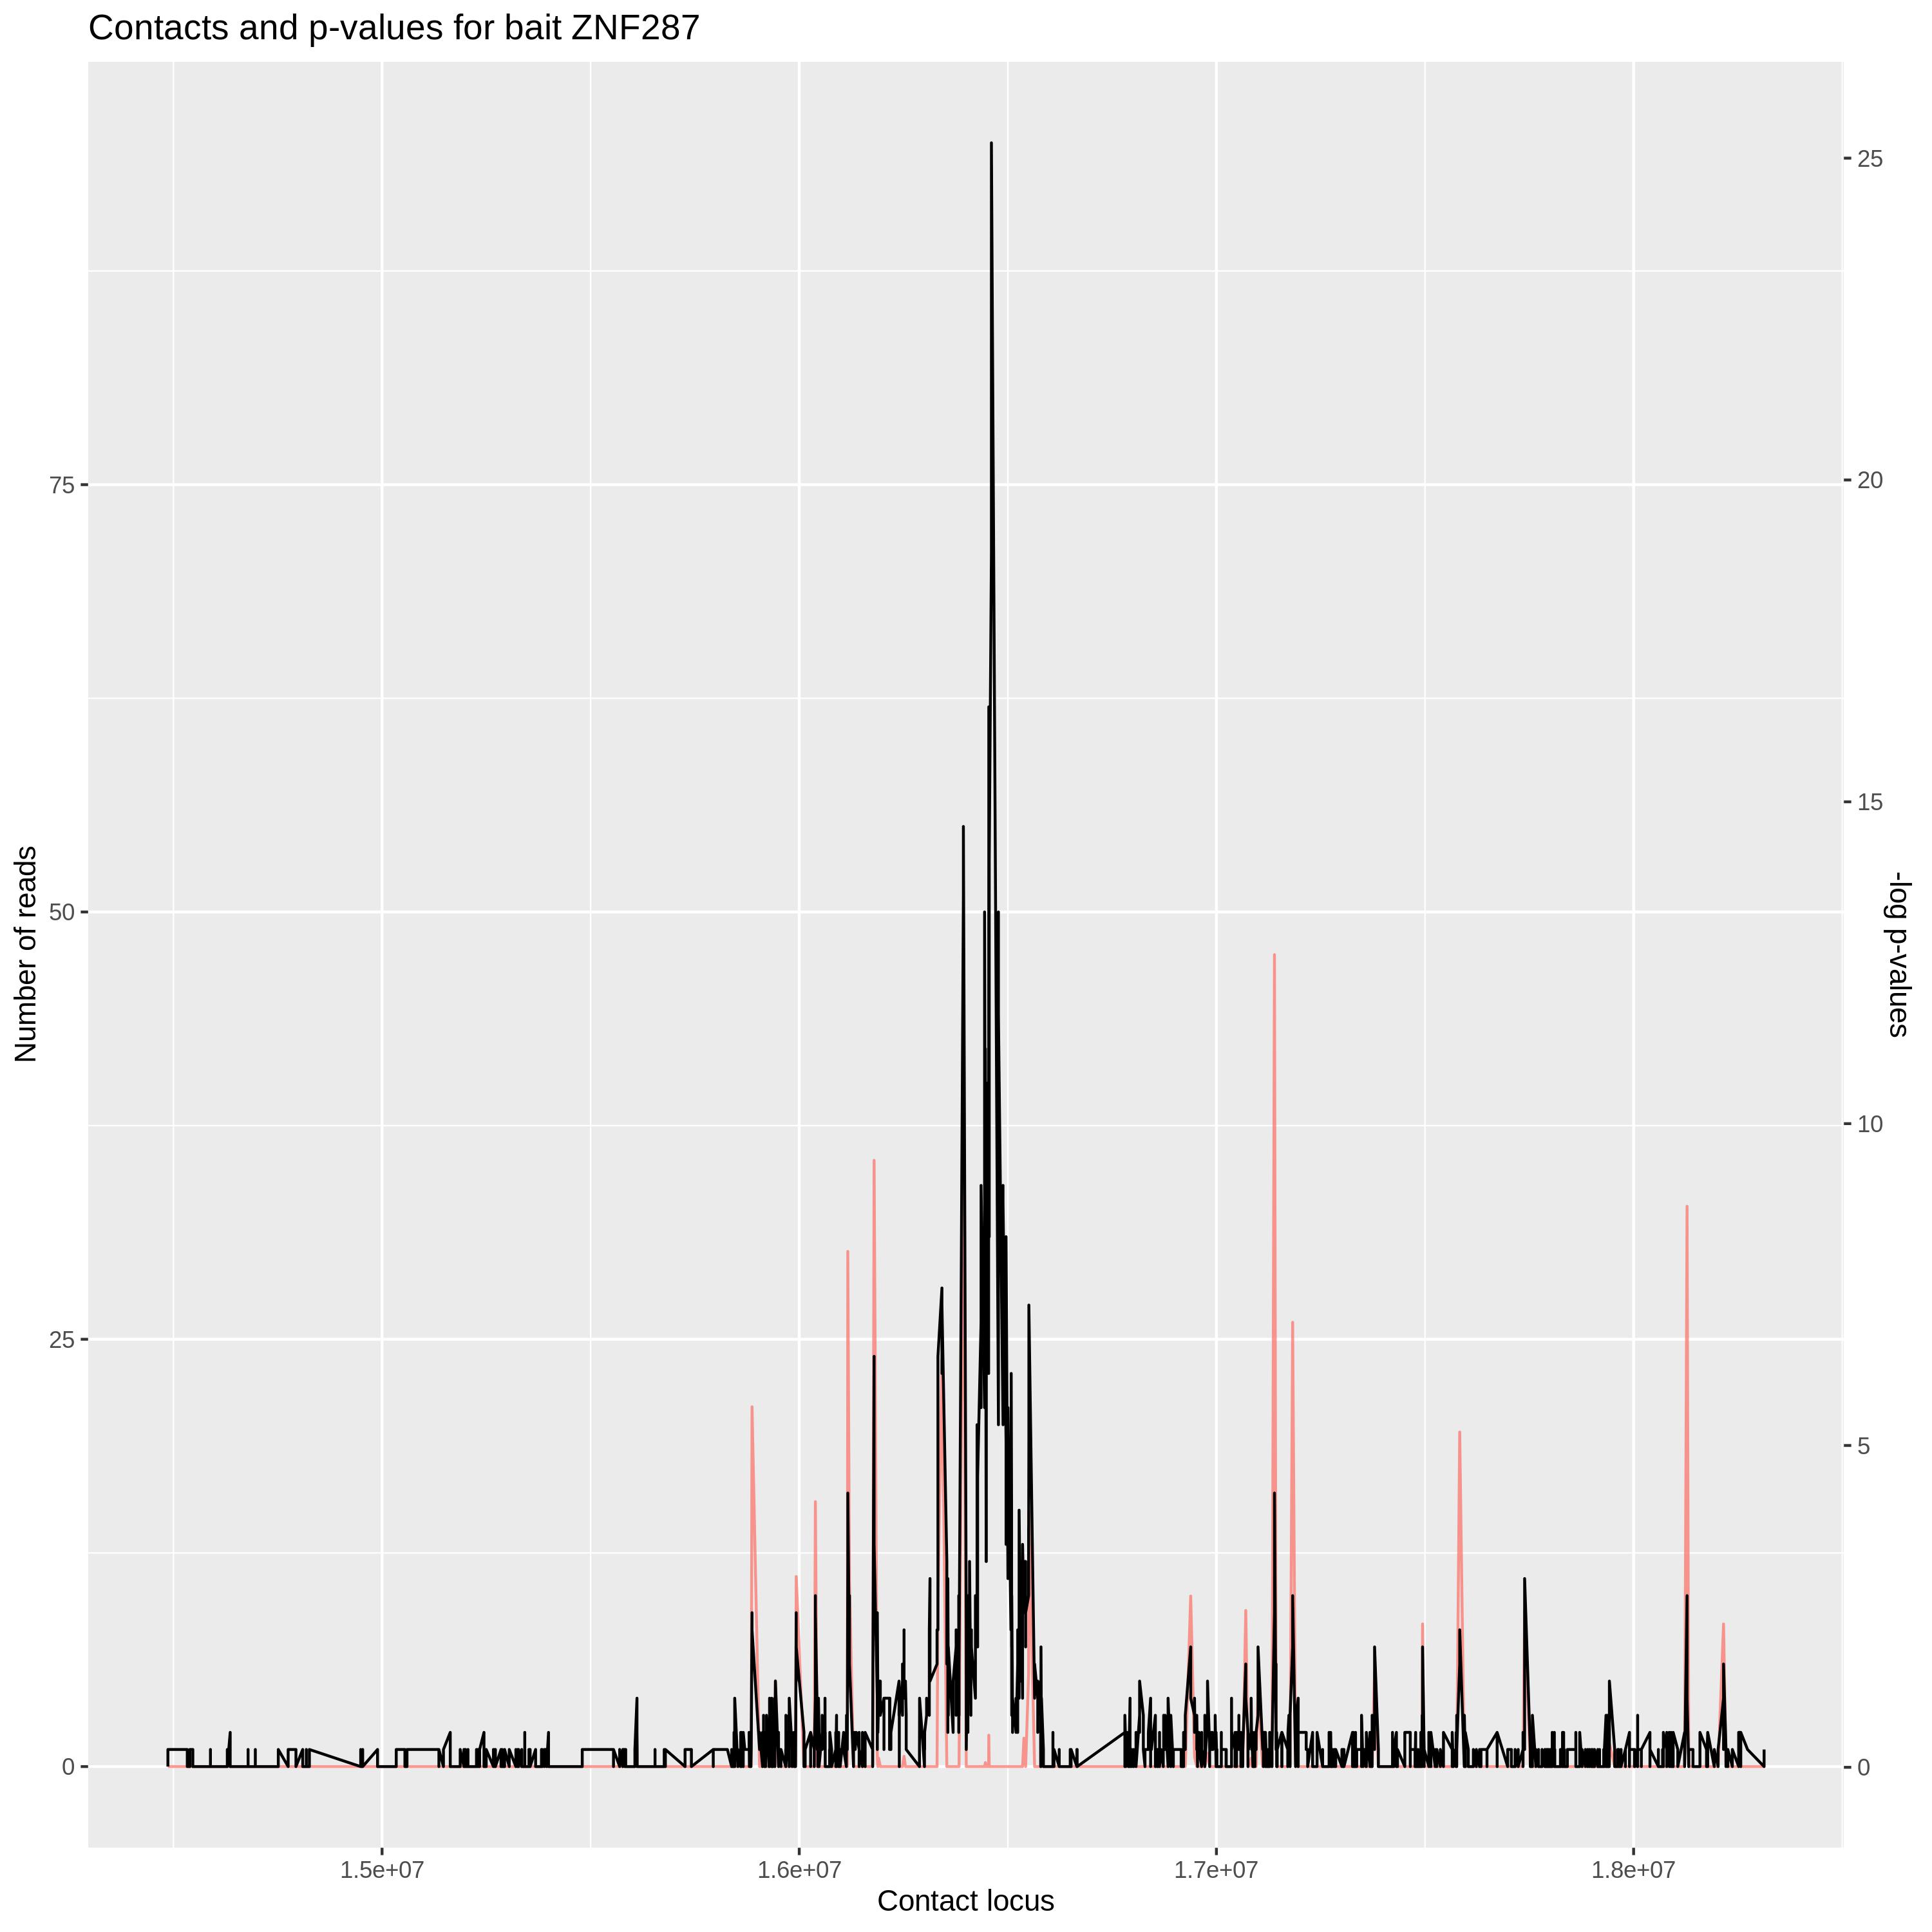 Contacts and p-values for bait ZNF287
Number of reads
75
50
25
0
25
20
15
10
5
0
-log p-values
1.5e+07
1.6e+07
1.7e+07
1.8e+07
Contact locus